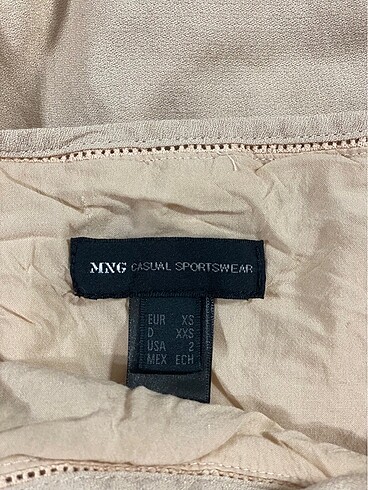 MNG CASUAL SPORTSWEAR
EUR XS
D XXS
USA 2
MEX ECH